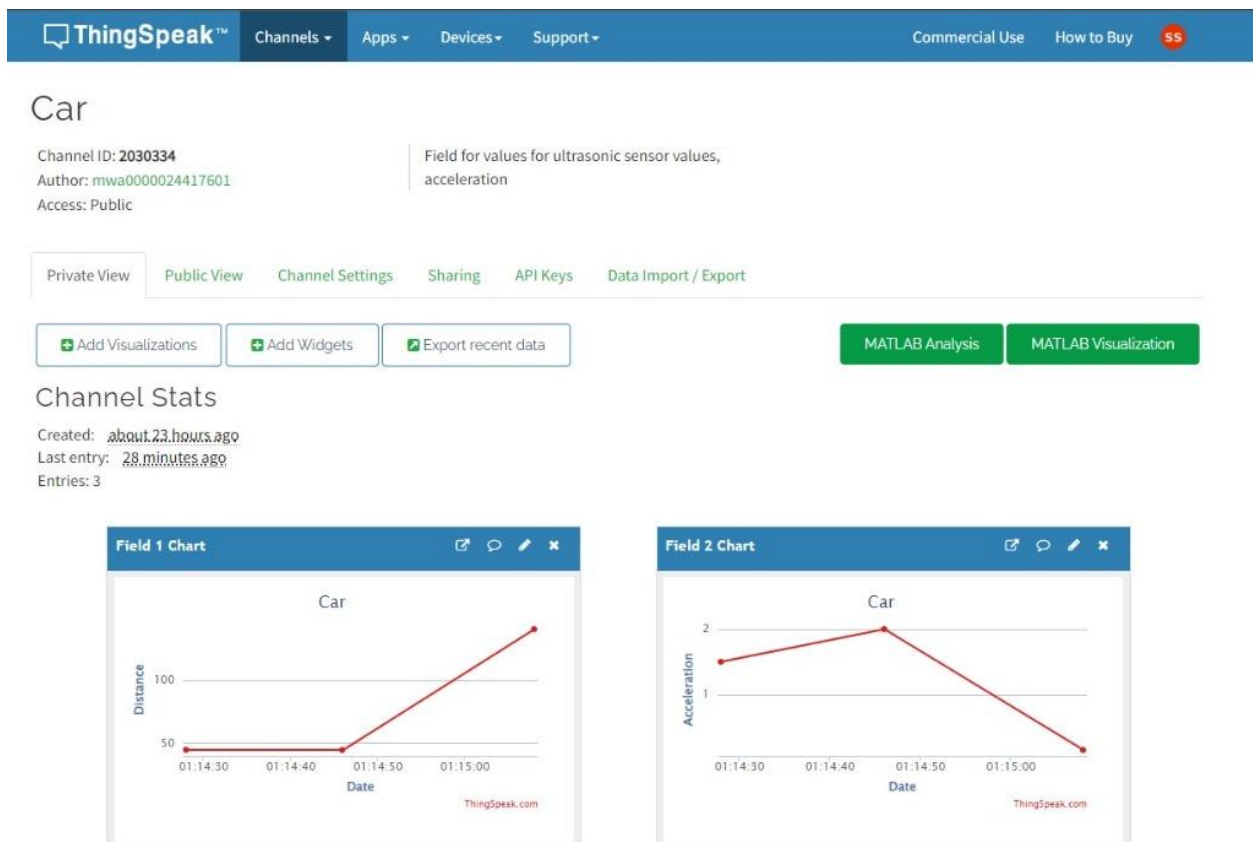 ThingSpeak™ Channels Apps Devices Support Commercial Use How to Buy SS
Car
Channel ID: 2030334
Author: mwa0000024417601
Access: Public
Field for values for ultrasonic sensor values,
acceleration
Private View Public View Channel Settings Sharing API Keys Data Import / Export
Add Visualizations Add Widgets Export recent data MATLAB Analysis MATLAB Visualization
Channel Stats
Created: about 23 hours ago
Last entry: 28 minutes ago
Entries: 3
Field 1 Chart
Car
Distance
100
50
01:14:30 01:14:40 01:14:50 01:15:00
Date
ThingSpeak.com
Field 2 Chart
Car
Acceleration
2
1
01:14:30 01:14:40 01:14:50 01:15:00
Date
ThingSpeak.com